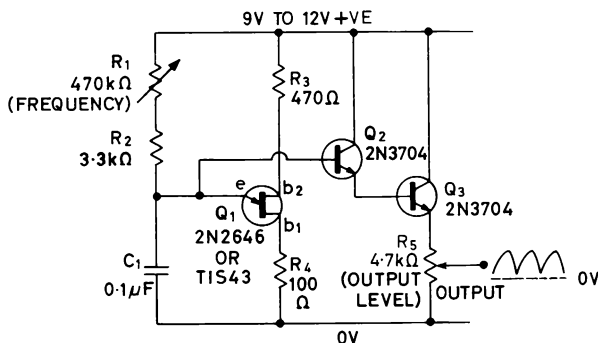 9V TO 12V +VE
R1
470kΩ
(FREQUENCY)
R2
3·3kΩ
C1
0·1μF
R3
470Ω
e
b2
b1
Q1
2N2646
OR
TIS43
R4
100
Ω
Q2
2N3704
Q3
2N3704
R5
4·7kΩ
(OUTPUT
LEVEL)
OUTPUT
0V
0V